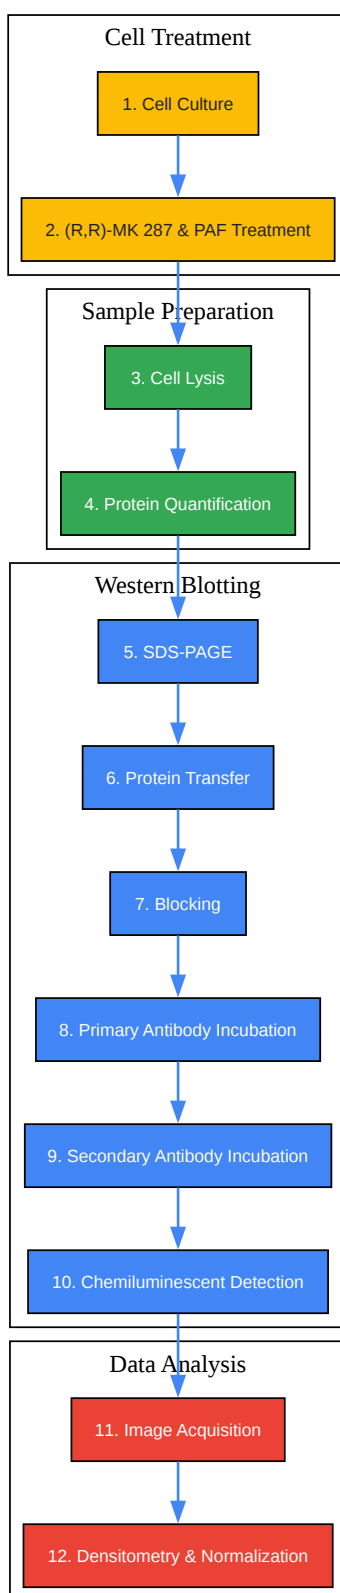 Cell Treatment
1. Cell Culture
2. (R,R)-MK 287 & PAF Treatment
Sample Preparation
3. Cell Lysis
4. Protein Quantification
Western Blotting
5. SDS-PAGE
6. Protein Transfer
7. Blocking
8. Primary Antibody Incubation
9. Secondary Antibody Incubation
10. Chemiluminescent Detection
Data Analysis
11. Image Acquisition
12. Densitometry & Normalization